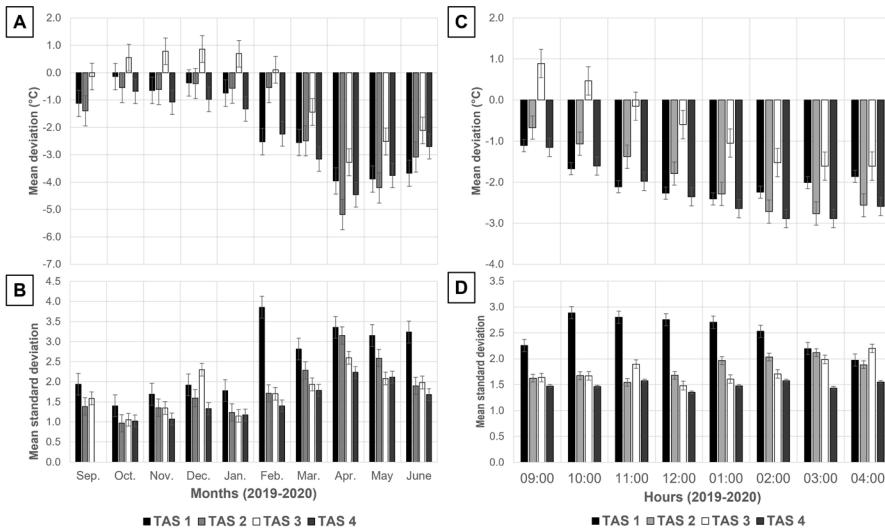 A
Mean deviation (°C)
2.0
1.0
0.0
-1.0
-2.0
-3.0
-4.0
-5.0
-6.0
-7.0
B
Mean standard deviation
5.0
4.5
4.0
3.5
3.0
2.5
2.0
1.5
1.0
0.5
0.0
Sep. Oct. Nov. Dec. Jan. Feb. Mar. Apr. May June
Months (2019-2020)
TAS 1 TAS 2 TAS 3 TAS 4
C
Mean deviation (°C)
2.0
1.0
0.0
-1.0
-2.0
-3.0
-4.0
D
Mean standard deviation
3.5
3.0
2.5
2.0
1.5
1.0
0.5
0.0
09:00 10:00 11:00 12:00 01:00 02:00 03:00 04:00
Hours (2019-2020)
TAS 1 TAS 2 TAS 3 TAS 4